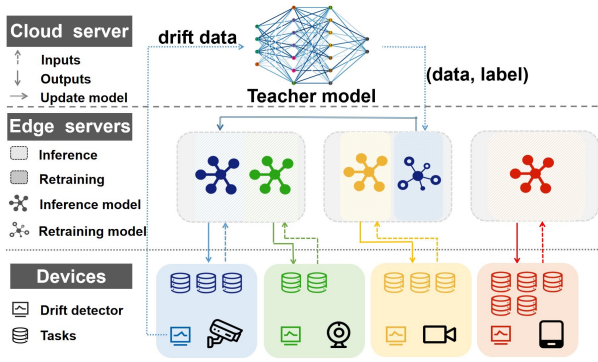 Cloud server
Inputs
Outputs
Update model
drift data
Teacher model
(data, label)
Edge servers
Inference
Retraining
Inference model
Retraining model
Devices
Drift detector
Tasks